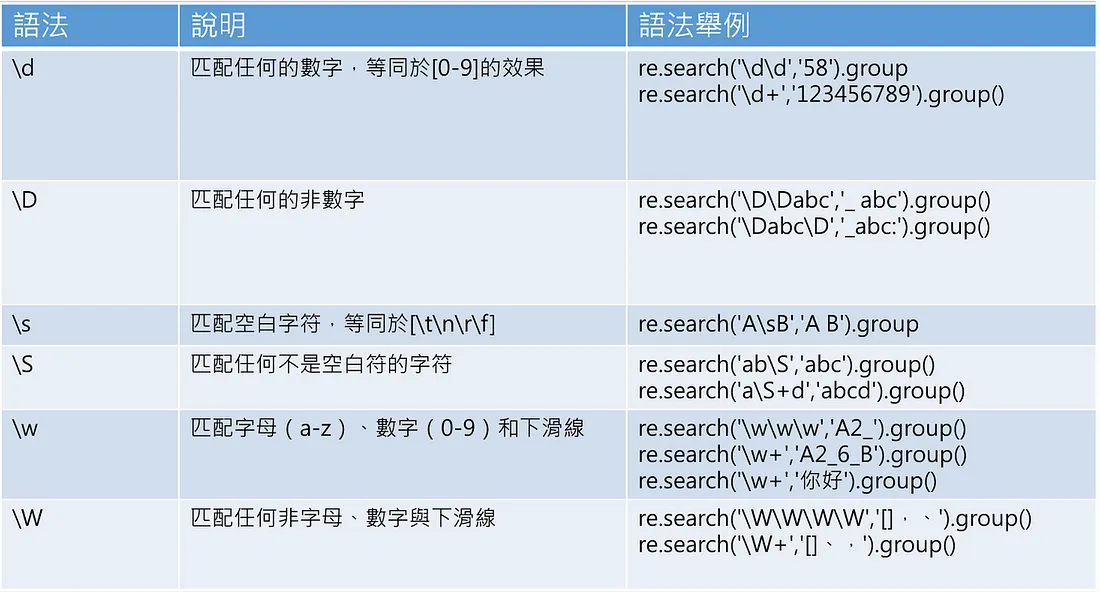 語法 說明 語法舉例
\d 匹配任何的數字，等同於[0-9]的效果 re.search('\d\d','58').group
re.search('\d+','123456789').group()
\D 匹配任何的非數字 re.search('\D\Dabc','_ abc').group()
re.search('\Dabc\D','_abc:').group()
\s 匹配空白字符，等同於[\t\n\r\f] re.search('A\sB','A B').group
\S 匹配任何不是空白符的字符 re.search('ab\S','abc').group()
re.search('a\S+d','abcd').group()
\w 匹配字母（a-z）、數字（0-9）和下滑線 re.search('\w\w\w','A2_').group()
re.search('\w+','A2_6_B').group()
re.search('\w+','你好').group()
\W 匹配任何非字母、數字與下滑線 re.search('\W\W\W\W','[]，、').group()
re.search('\W+','[]、，').group()